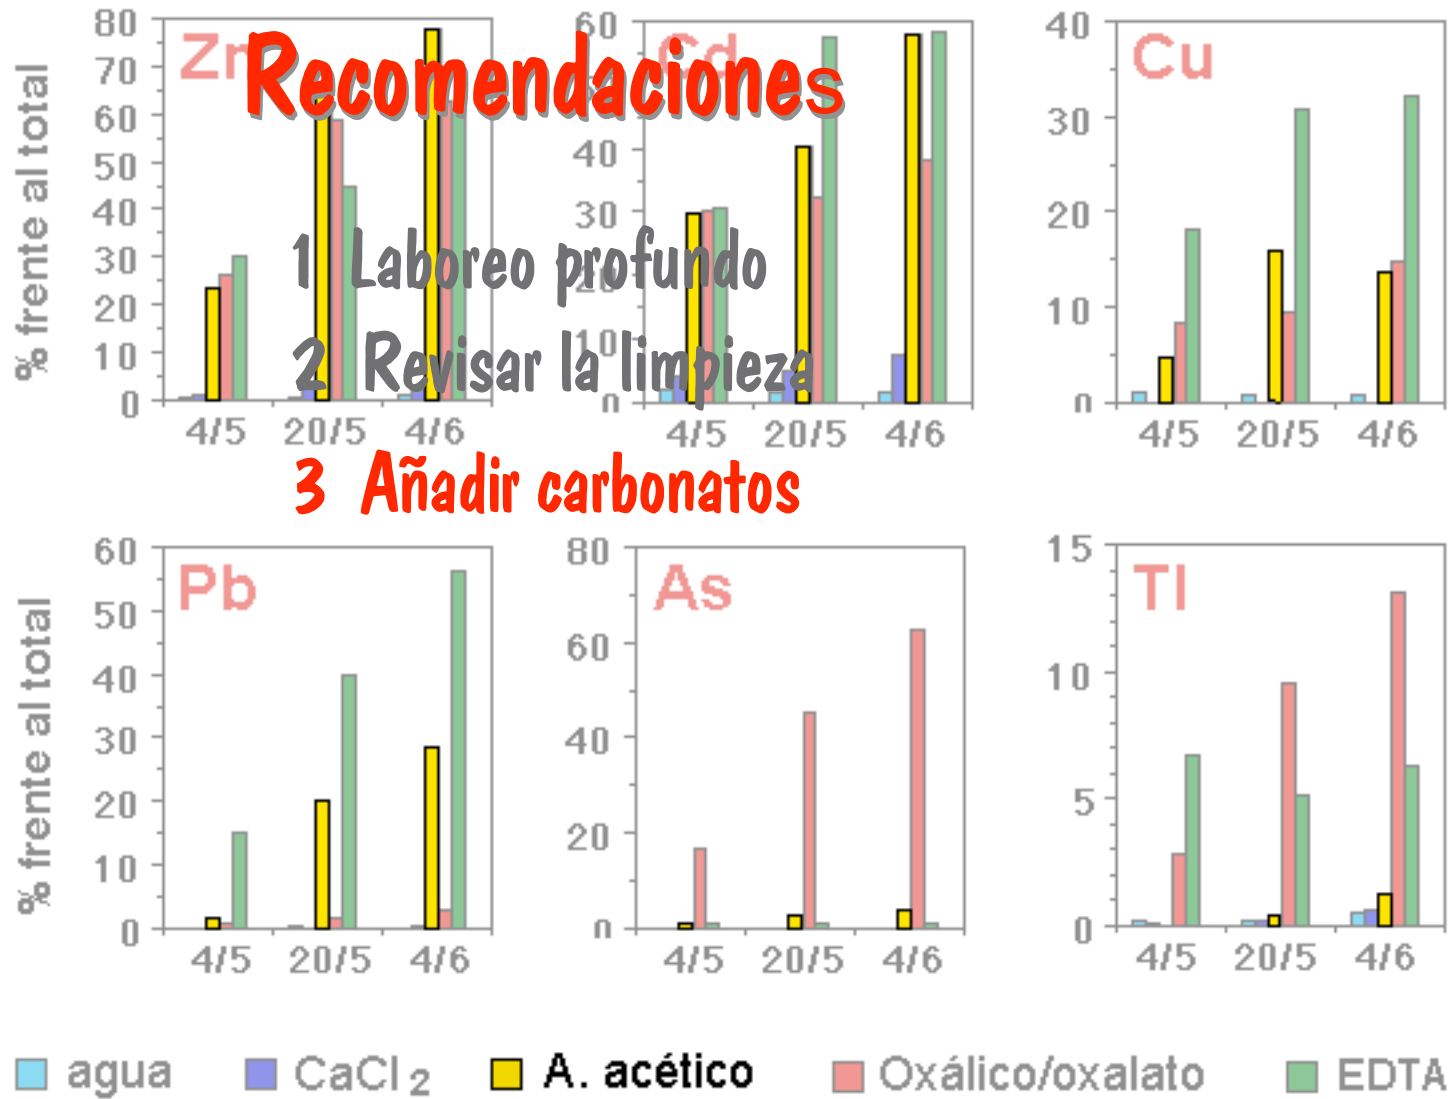 Recomendaciones
1 Laboreo profundo
2 Revisar la limpieza
3 Añadir carbonatos
% frente al total
Zn
80
70
60
50
40
30
20
10
0
4/5 20/5 4/6
Cd
60
40
30
20
10
0
4/5 20/5 4/6
Cu
40
30
20
10
0
4/5 20/5 4/6
% frente al total
Pb
60
50
40
30
20
10
0
4/5 20/5 4/6
As
80
60
40
20
0
4/5 20/5 4/6
Tl
15
10
5
0
4/5 20/5 4/6
agua CaCl2 A. acético Oxálico/oxalato EDTA